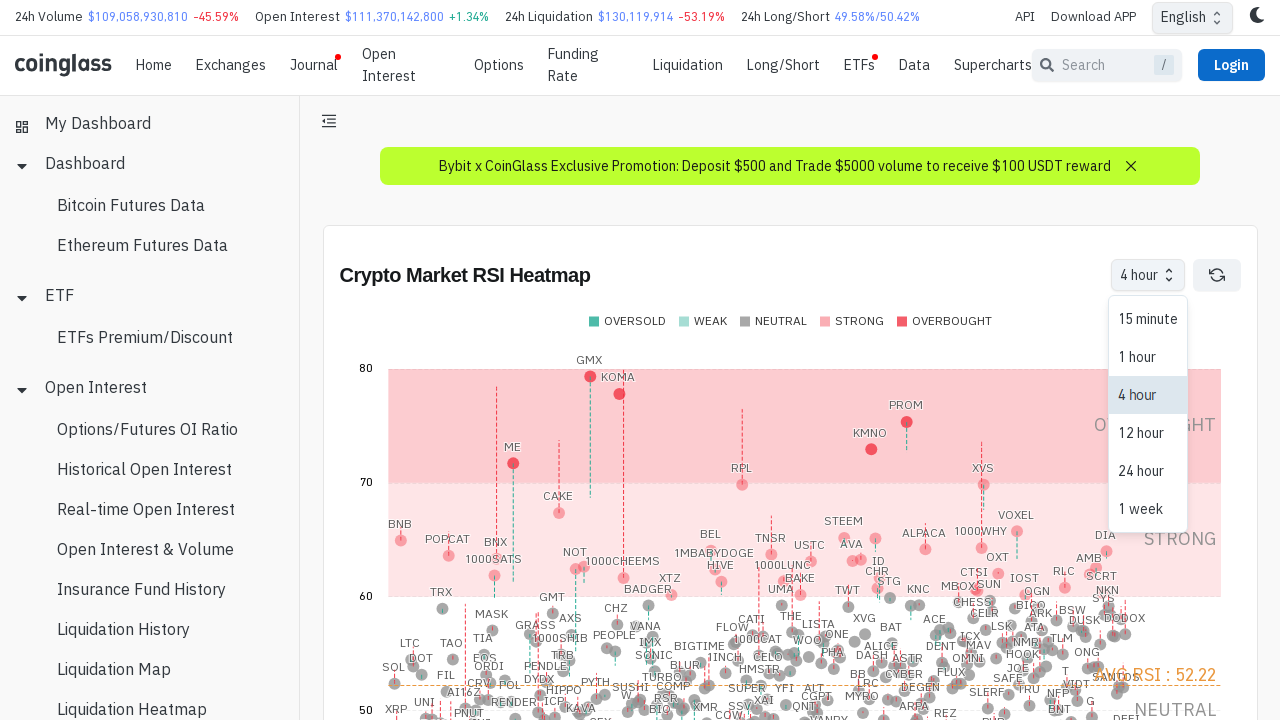 24h Volume $109,058,930,810 -45.59% Open Interest $111,370,142,800 +1.34% 24h Liquidation $130,119,914 -53.19% 24h Long/Short 49.58%/50.42% API Download APP English
coinglass Home Exchanges Journal Open Interest Options Funding Rate Liquidation Long/Short ETFs Data Supercharts Search / Login
My Dashboard
Dashboard
Bitcoin Futures Data
Ethereum Futures Data
ETF
ETFs Premium/Discount
Open Interest
Options/Futures OI Ratio
Historical Open Interest
Real-time Open Interest
Open Interest & Volume
Insurance Fund History
Liquidation History
Liquidation Map
Liquidation Heatmap
Bybit x CoinGlass Exclusive Promotion: Deposit $500 and Trade $5000 volume to receive $100 USDT reward
Crypto Market RSI Heatmap
4 hour
15 minute
1 hour
4 hour
12 hour
24 hour
1 week
OVERSOLD WEAK NEUTRAL STRONG OVERBOUGHT
80
GMX
KOMA
PROM
KMNO
ME
70
RPL
XVS
CAKE
BNB
POPCAT
BNX
STEEM
ALPACA
1000WHY
VOXEL
DIA
STRONG
1000SATS
NOT
1000CHEEMS
BEL
1MBABYDOGE
HIVE
TNSR
USTC
AVA
ID
CHR
1000LUNC
BAKE
XTZ
BADGER
UMA
TWT
STG
KNC
OXT
CTSI
SUN
MBOX
IOST
RLC
AMB
SCRT
NKN
60
TRX
MASK
GMT
AXS
CHZ
VANA
GRASS
1000SHIB
PEOPLE
IMX
FLOW
CATI
THE
LISTA
XVG
BAT
ACE
CHESS
CELR
OGN
BICO
ARK
BSW
SYS
DODOX
DUSK
LTC
DOT
TAO
TIA
EOS
ORDI
TRB
PENDLE
SONIC
BIGTIME
1INCH
1000CAT
CELO
WOO
ONE
PHA
ALICE
DASH
ASTR
DENT
ICX
MAV
OMNI
LSK
ATA
NMR
HOOK
TLM
ONG
SOL
FIL
CRV
POL
DYDX
HIPPO
PYTH
SUSHI
TURBO
COMP
BLUR
HMSTR
SUPER
YFI
ALT
BB
LRC
MYRO
CYBER
DEGEN
FLUX
SLERF
JOE
SAFE
TRU
T
VIDT
NFP
SANTOS
AVG RSI : 52.22
XRP
UNI
AI16Z
PNUT
RENDER
ICP
KAVA
W
RSR
BIO
XMR
SSV
XAI
QNT
CGPT
ARPA
REZ
BNT
G
NEUTRAL
50